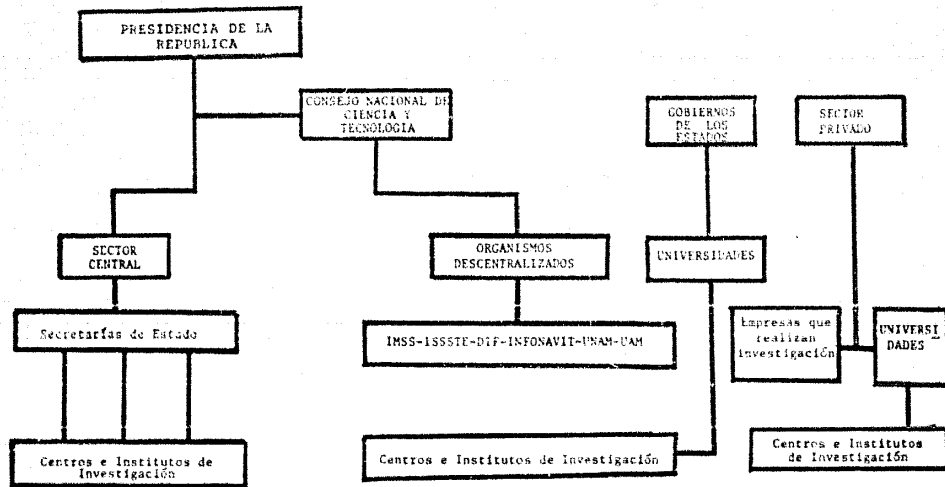 PRESIDENCIA DE LA
REPUBLICA
CONSEJO NACIONAL DE
CIENCIA Y
TECNOLOGIA
GOBIERNOS
DE LOS
ESTADOS
SECTOR
PRIVADO
SECTOR
CENTRAL
ORGANISMOS
DESCENTRALIZADOS
UNIVERSIDADES
Secretarías de Estado
IMSS-ISSSTE-DIF-INFONAVIT-UNAM-UAM
Empresas que
realizan
investigación
UNIVERSI
DADES
Centros e Institutos de
Investigación
Centros e Institutos de Investigación
Centros e Institutos
de Investigación